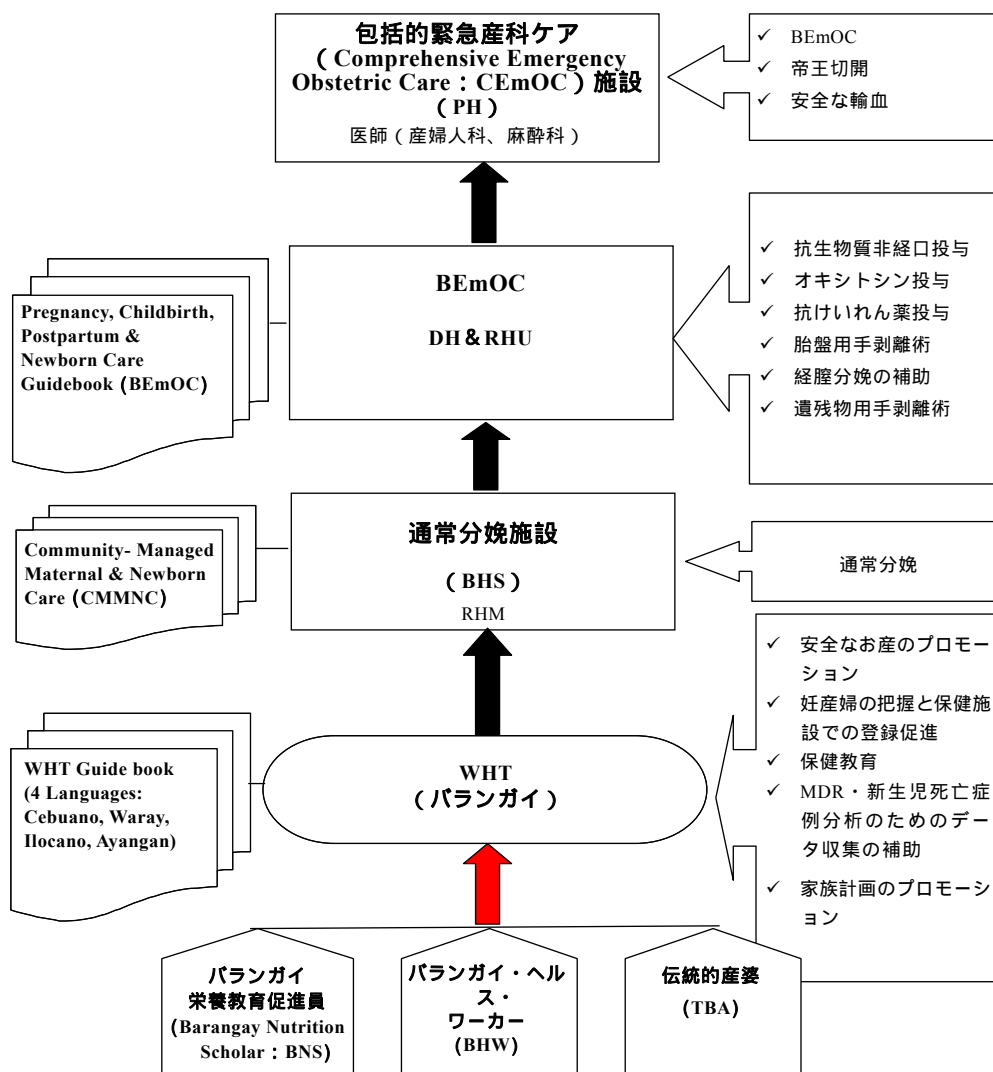 包括的緊急産科ケア
（Comprehensive Emergency
Obstetric Care：CEmOC）施設
（PH）
医師（産婦人科、麻酔科）
✓ BEmOC
✓ 帝王切開
✓ 安全な輸血
BEmOC
DH＆RHU
Pregnancy, Childbirth,
Postpartum &
Newborn Care
Guidebook (BEmOC)
✓ 抗生物質非経口投与
✓ オキシトシン投与
✓ 抗けいれん薬投与
✓ 胎盤用手剥離術
✓ 経膣分娩の補助
✓ 遺残物用手剥離術
通常分娩施設
（BHS）
RHM
Community- Managed
Maternal & Newborn
Care (CMMNC)
通常分娩
WHT
（バランガイ）
WHT Guide book
(4 Languages:
Cebuano, Waray,
Ilocano, Ayangan)
✓ 安全なお産のプロモー
ション
✓ 妊産婦の把握と保健施
設での登録促進
✓ 保健教育
✓ MDR・新生児死亡症
例分析のためのデー
タ収集の補助
✓ 家族計画のプロモーシ
ョン
バランガイ
栄養教育促進員
(Barangay Nutrition
Scholar：BNS)
バランガイ・ヘル
ス・
ワーカー
(BHW)
伝統的産婆
(TBA)